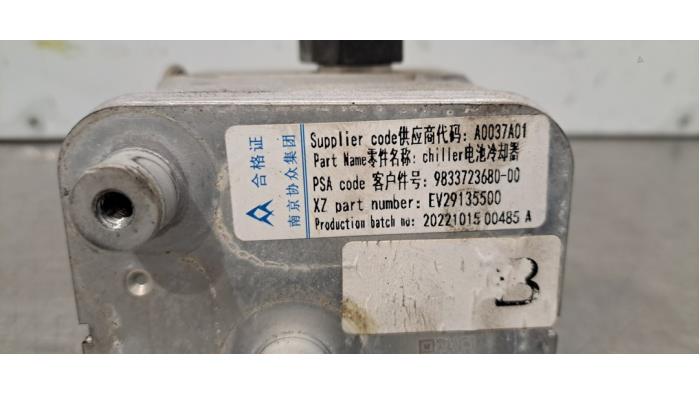 合格证
南京协众集团
Supplier code供应商代码: A0037A01
Part Name零件名称: chiller电池冷却器
PSA code 客户件号: 9833723680-00
XZ part number: EV29135500
Production batch no: 20221015 00485 A
B